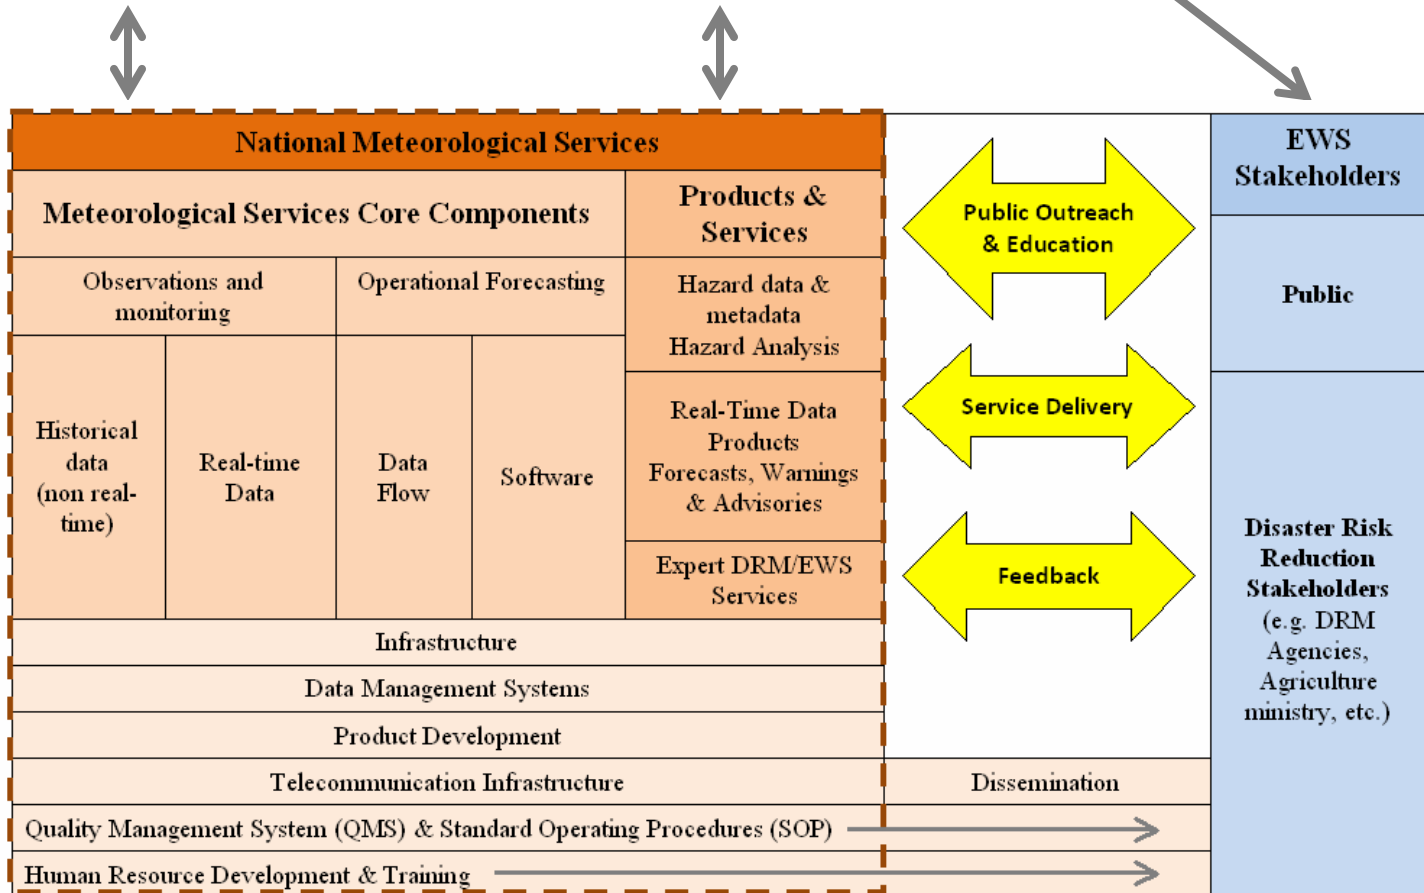 National Meteorological Services
Meteorological Services Core Components
Products &
Services
Observations and
monitoring
Operational Forecasting
Historical
data
(non real-
time)
Real-time
Data
Data
Flow
Software
Hazard data &
metadata
Hazard Analysis
Real-Time Data
Products
Forecasts, Warnings
& Advisories
Expert DRM/EWS
Services
Infrastructure
Data Management Systems
Product Development
Telecommunication Infrastructure
Dissemination
Quality Management System (QMS) & Standard Operating Procedures (SOP)
Human Resource Development & Training
Public Outreach
& Education
Service Delivery
Feedback
EWS
Stakeholders
Public
Disaster Risk
Reduction
Stakeholders
(e.g. DRM
Agencies,
Agriculture
ministry, etc.)